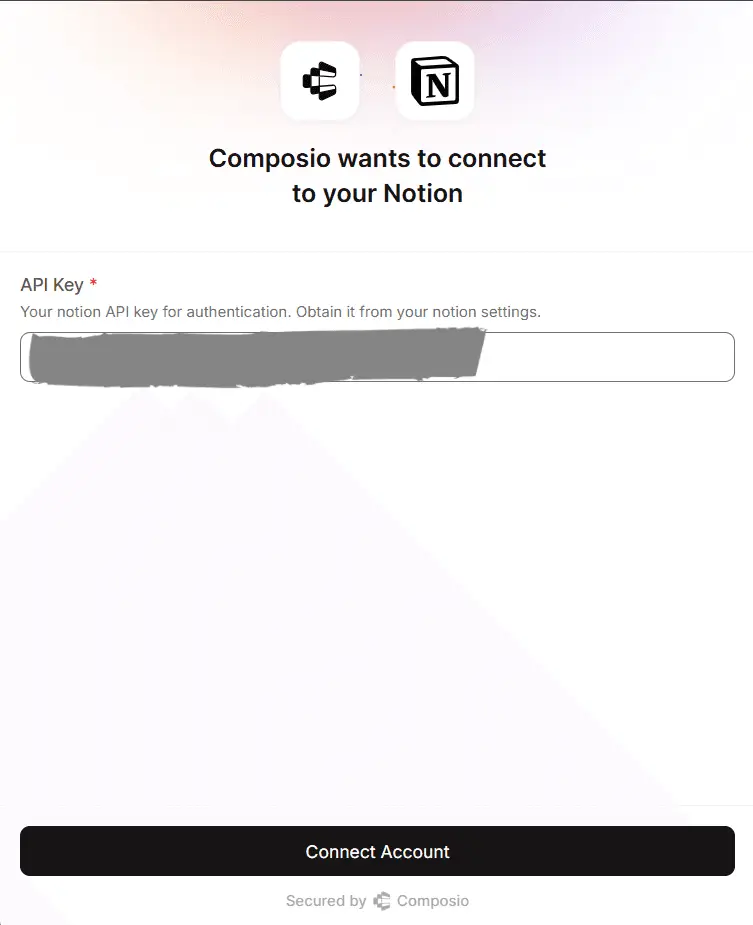 N
Composio wants to connect
to your Notion
API Key *
Your notion API key for authentication. Obtain it from your notion settings.
Connect Account
Secured by Composio